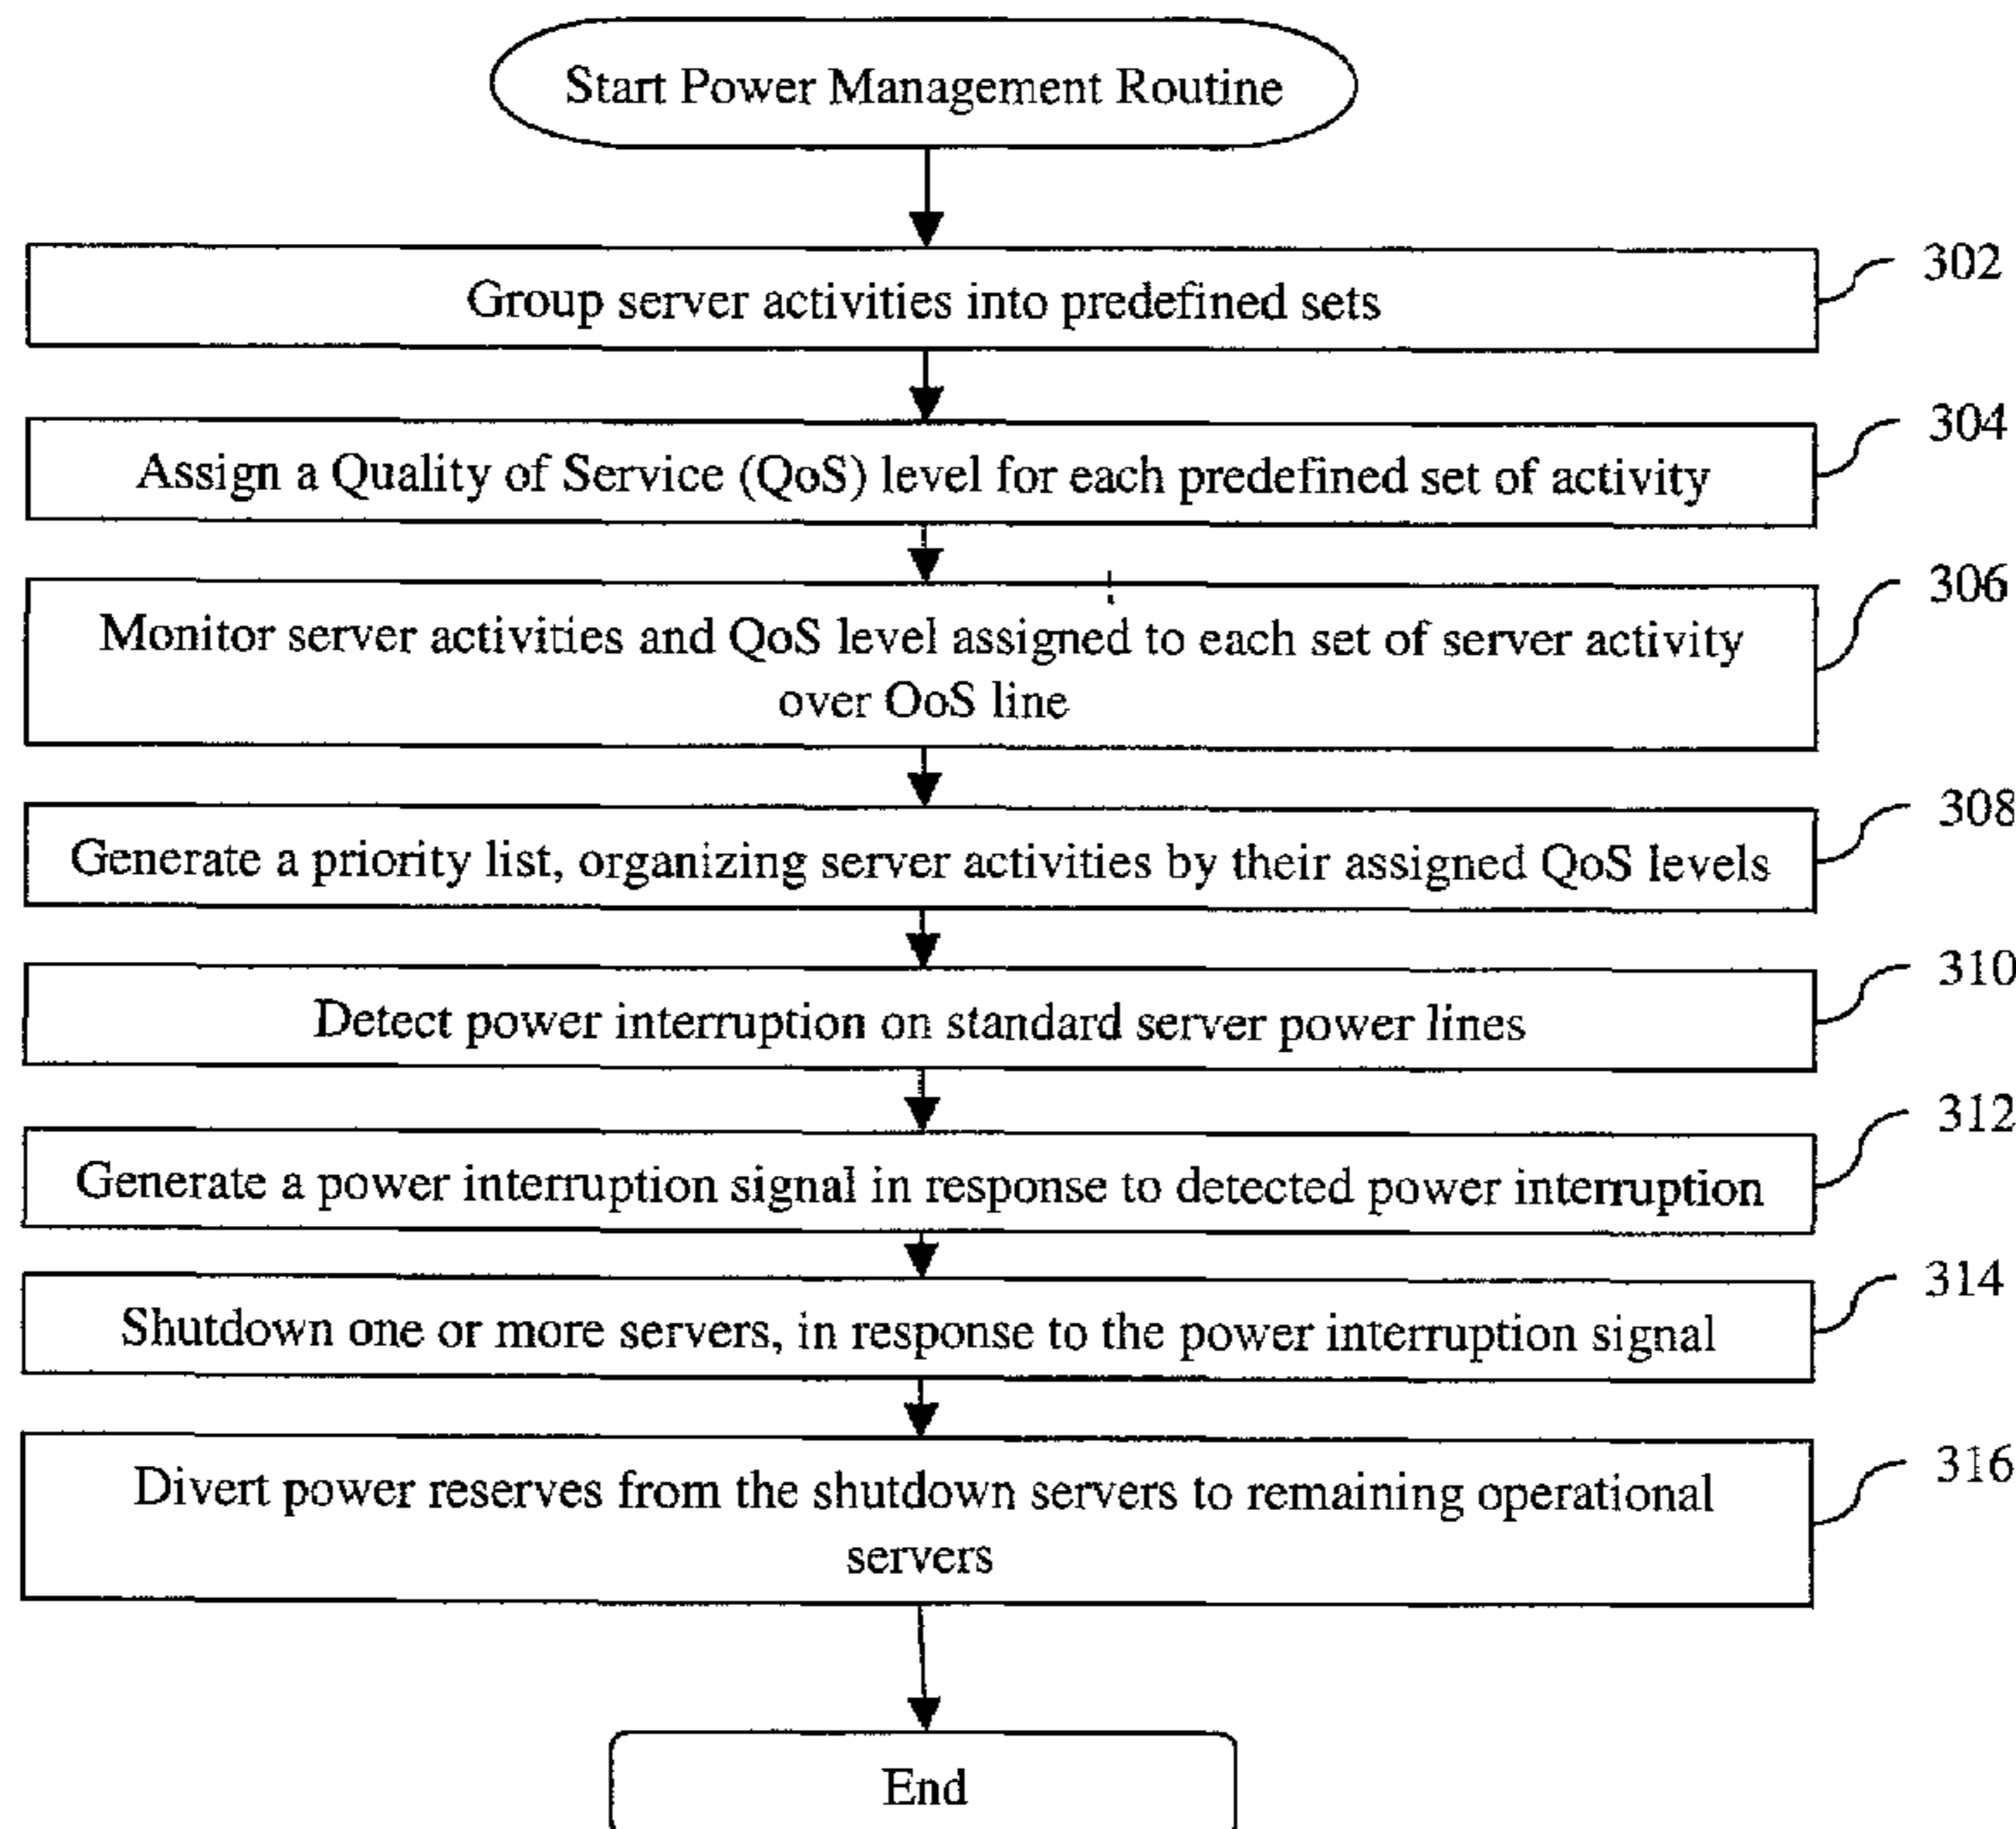 Start Power Management Routine
302
Group server activities into predefined sets
304
Assign a Quality of Service (QoS) level for each predefined set of activity
306
Monitor server activities and QoS level assigned to each set of server activity
over OoS line
308
Generate a priority list, organizing server activities by their assigned QoS levels
310
Detect power interruption on standard server power lines
312
Generate a power interruption signal in response to detected power interruption
314
Shutdown one or more servers, in response to the power interruption signal
316
Divert power reserves from the shutdown servers to remaining operational
servers
End